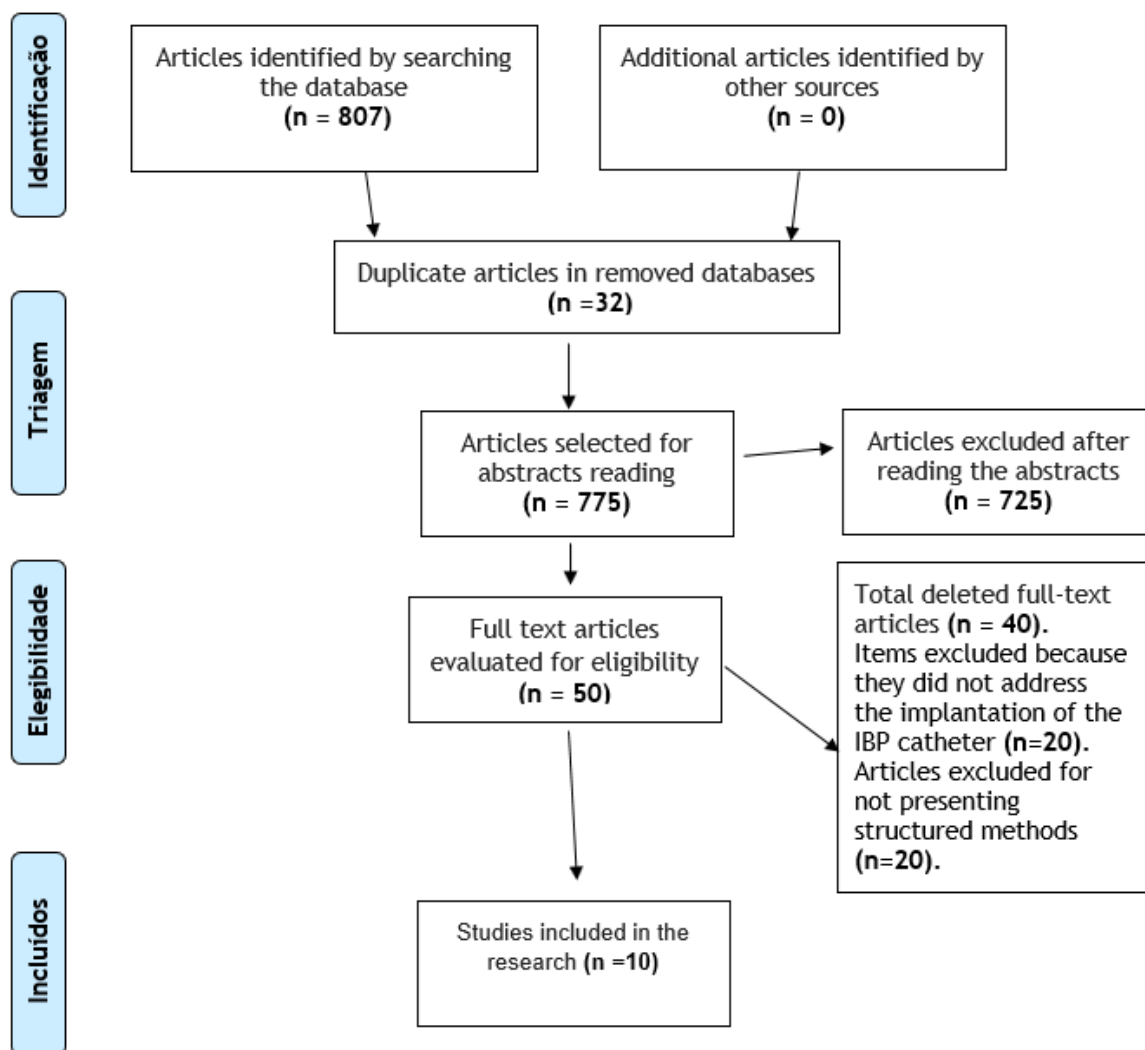 Identificação
Articles identified by searching
the database
(n = 807)
Additional articles identified by
other sources
(n = 0)
Duplicate articles in removed databases
(n =32)
Triagem
Articles selected for
abstracts reading
(n = 775)
Articles excluded after
reading the abstracts
(n = 725)
Elegibilidade
Full text articles
evaluated for eligibility
(n = 50)
Total deleted full-text
articles (n = 40).
Items excluded because
they did not address
the implantation of the
IBP catheter (n=20).
Articles excluded for
not presenting
structured methods
(n=20).
Incluídos
Studies included in the
research (n =10)